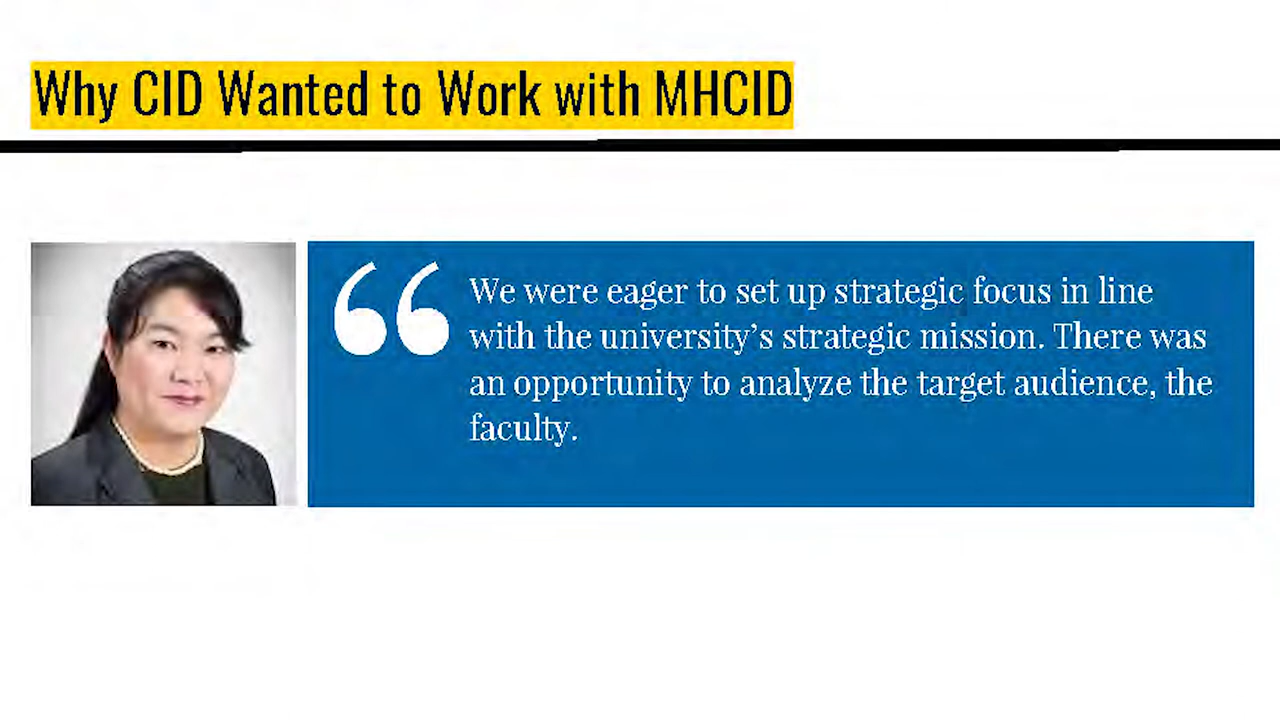 Why CID Wanted to Work with MHCID
“
We were eager to set up strategic focus in line
with the university’s strategic mission. There was
an opportunity to analyze the target audience, the
faculty.